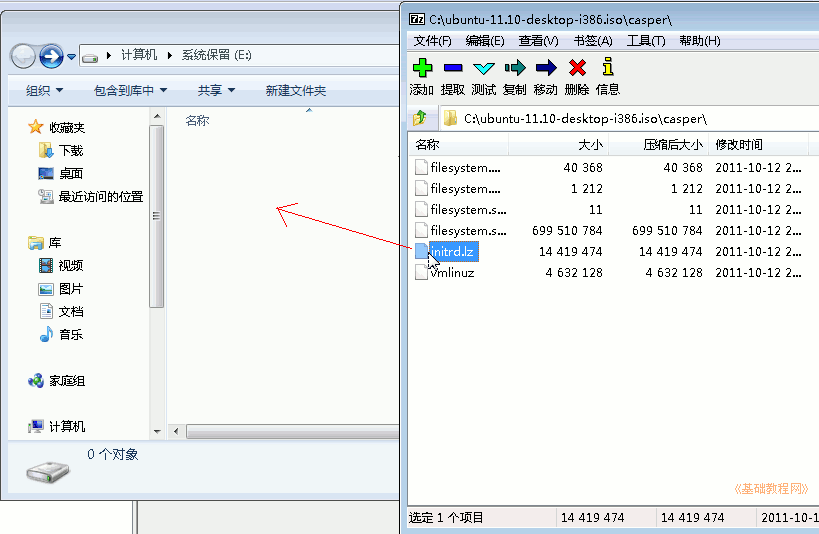 计算机 系统保留 (E:)
组织 包含到库中 共享 新建文件夹
收藏夹
下载
桌面
最近访问的位置
库
视频
图片
文档
音乐
家庭组
计算机
名称
0 个对象
7z C:\ubuntu-11.10-desktop-i386.iso\casper\
文件(F) 编辑(E) 查看(V) 书签(A) 工具(T) 帮助(H)
添加 提取 测试 复制 移动 删除 信息
C:\ubuntu-11.10-desktop-i386.iso\casper\
名称 大小 压缩后大小 修改时间
filesystem.... 40 368 40 368 2011-10-12 2...
filesystem.... 1 212 1 212 2011-10-12 2...
filesystem.s... 11 11 2011-10-12 2...
filesystem.s... 699 510 784 699 510 784 2011-10-12 2...
initrd.lz 14 419 474 14 419 474 2011-10-12 2...
vmlinuz 4 632 128 4 632 128 2011-10-12 2...
《基础教程网》
选定 1 个项目 14 419 474 14 419 474 2011-10-1